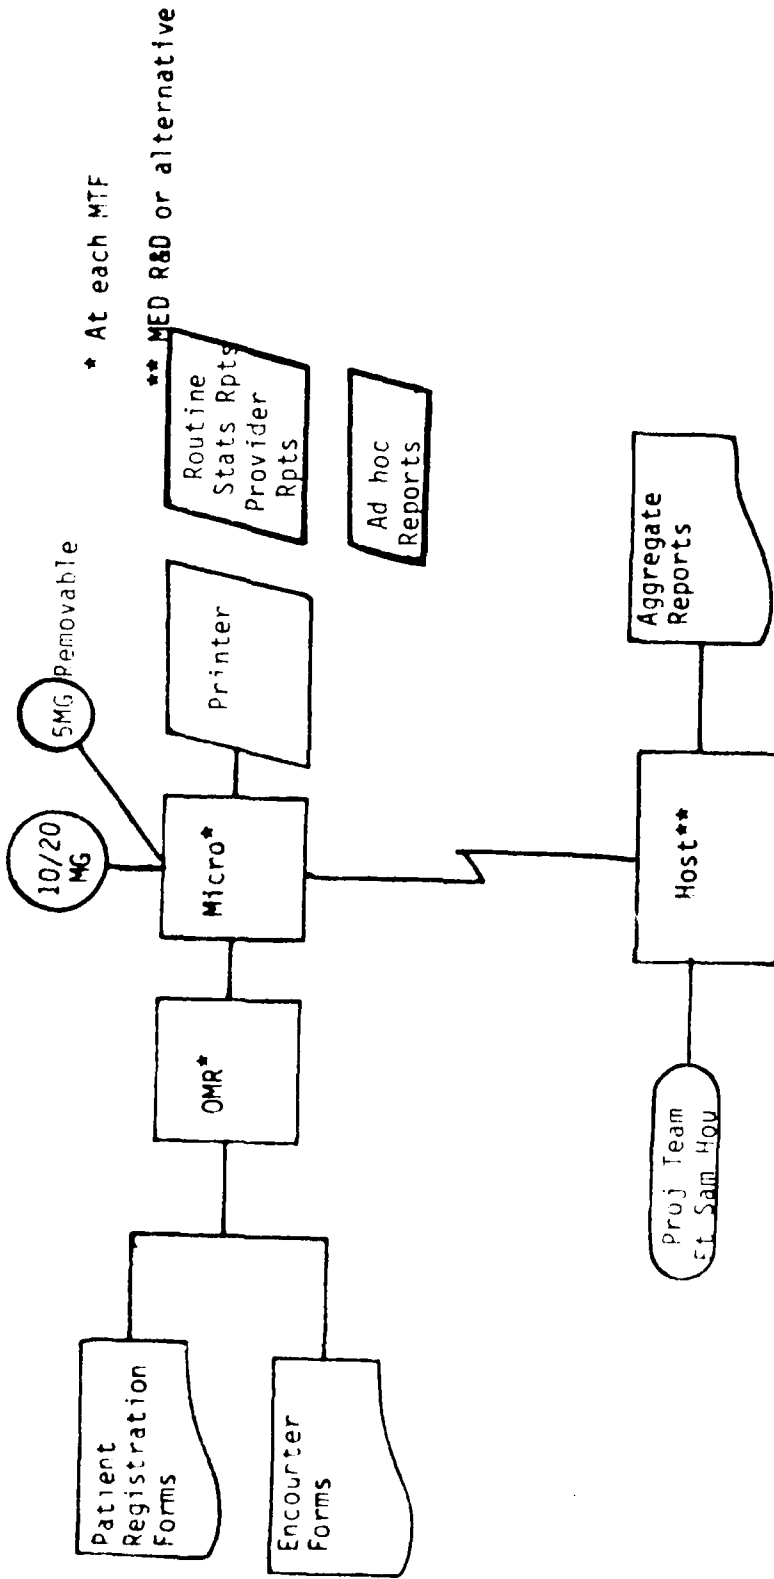 * At each MTF
** MED R&D or alternative
10/20
MG
5MG Removable
Patient
Registration
Forms
Encounter
Forms
OMR*
Micro*
Printer
Routine
Stats Rpts
Provider
Rpts
Ad hoc
Reports
Proj Team
Ft Sam Hou
Host**
Aggregate
Reports